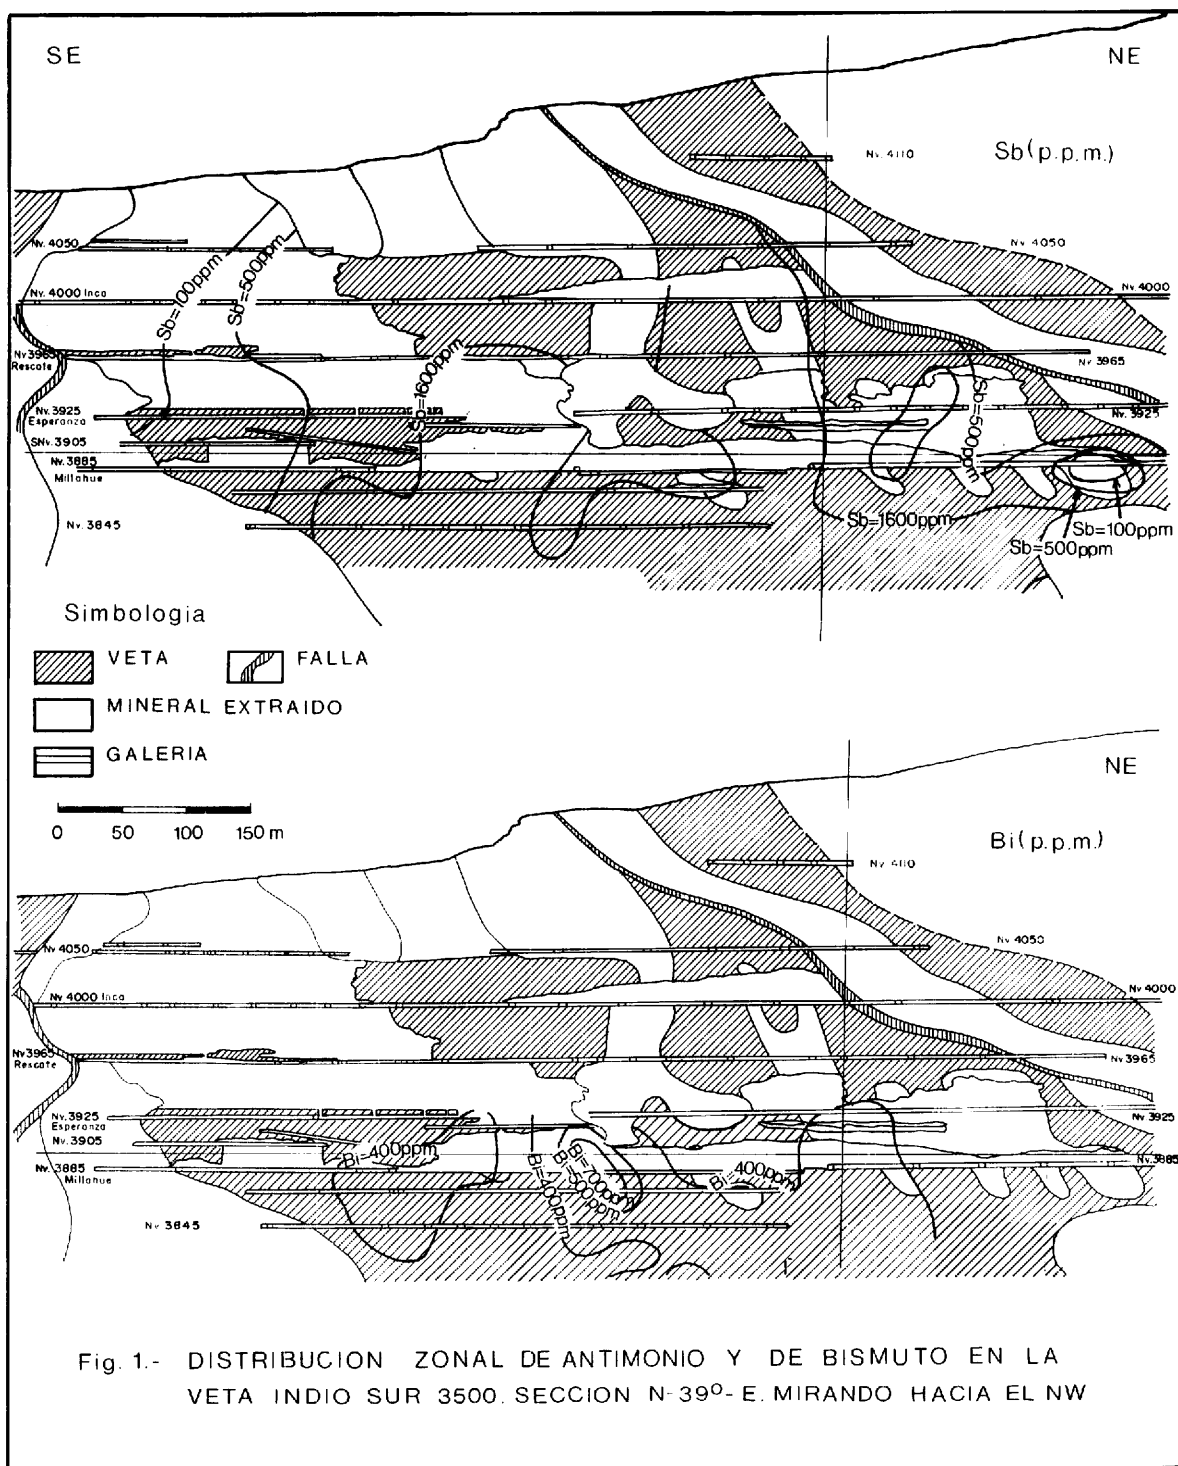 SE
NE
Sb(p.p.m.)
Nv. 4110
Nv. 4050
Nv. 4050
Sb=100ppm
Sb=500ppm
Nv. 4000 Inca
Nv. 4000
Nv 3965
Rescate
Nv 3965
Sb=1600ppm
Nv. 3925
Esperanza
Nv. 3925
Sb=500ppm
SNv. 3905
Nv. 3885
Millahue
Nv. 3845
Sb=1600ppm
Sb=100ppm
Sb=500ppm
Simbologia
VETA
FALLA
MINERAL EXTRAIDO
GALERIA
0 50 100 150 m
NE
Bi(p.p.m.)
Nv. 4110
Nv 4050
Nv 4050
Nv 4000 Inca
Nv 4000
Nv3965
Rescate
Nv 3965
Nv. 3925
Esperanza
Nv. 3925
Nv. 3905
Nv. 3885
Millahue
Nv. 3885
Bi=400ppm
Bi=400ppm
Bi=500ppm
Bi=700ppm
Bi=400ppm
Nv 3845
Fig. 1.- DISTRIBUCION ZONAL DE ANTIMONIO Y DE BISMUTO EN LA
VETA INDIO SUR 3500. SECCION N-39º-E. MIRANDO HACIA EL NW